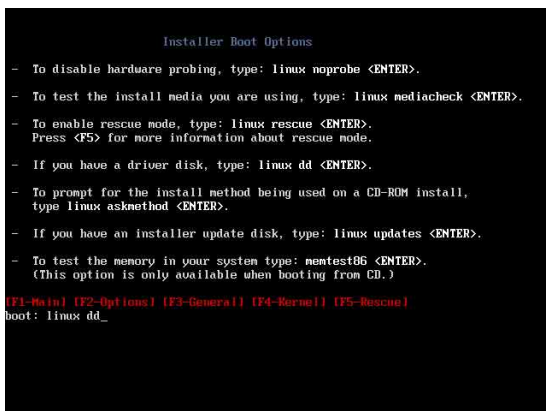 Installer Boot Options
- To disable hardware probing, type: linux noprobe <ENTER>.
- To test the install media you are using, type: linux mediacheck <ENTER>.
- To enable rescue mode, type: linux rescue <ENTER>.
Press <F5> for more information about rescue mode.
- If you have a driver disk, type: linux dd <ENTER>.
- To prompt for the install method being used on a CD-ROM install,
type linux askmethod <ENTER>.
- If you have an installer update disk, type: linux updates <ENTER>.
- To test the memory in your system type: memtest86 <ENTER>.
(This option is only available when booting from CD.)
[F1-Main] [F2-Options] [F3-General] [F4-Kernel] [F5-Rescue]
boot: linux dd_